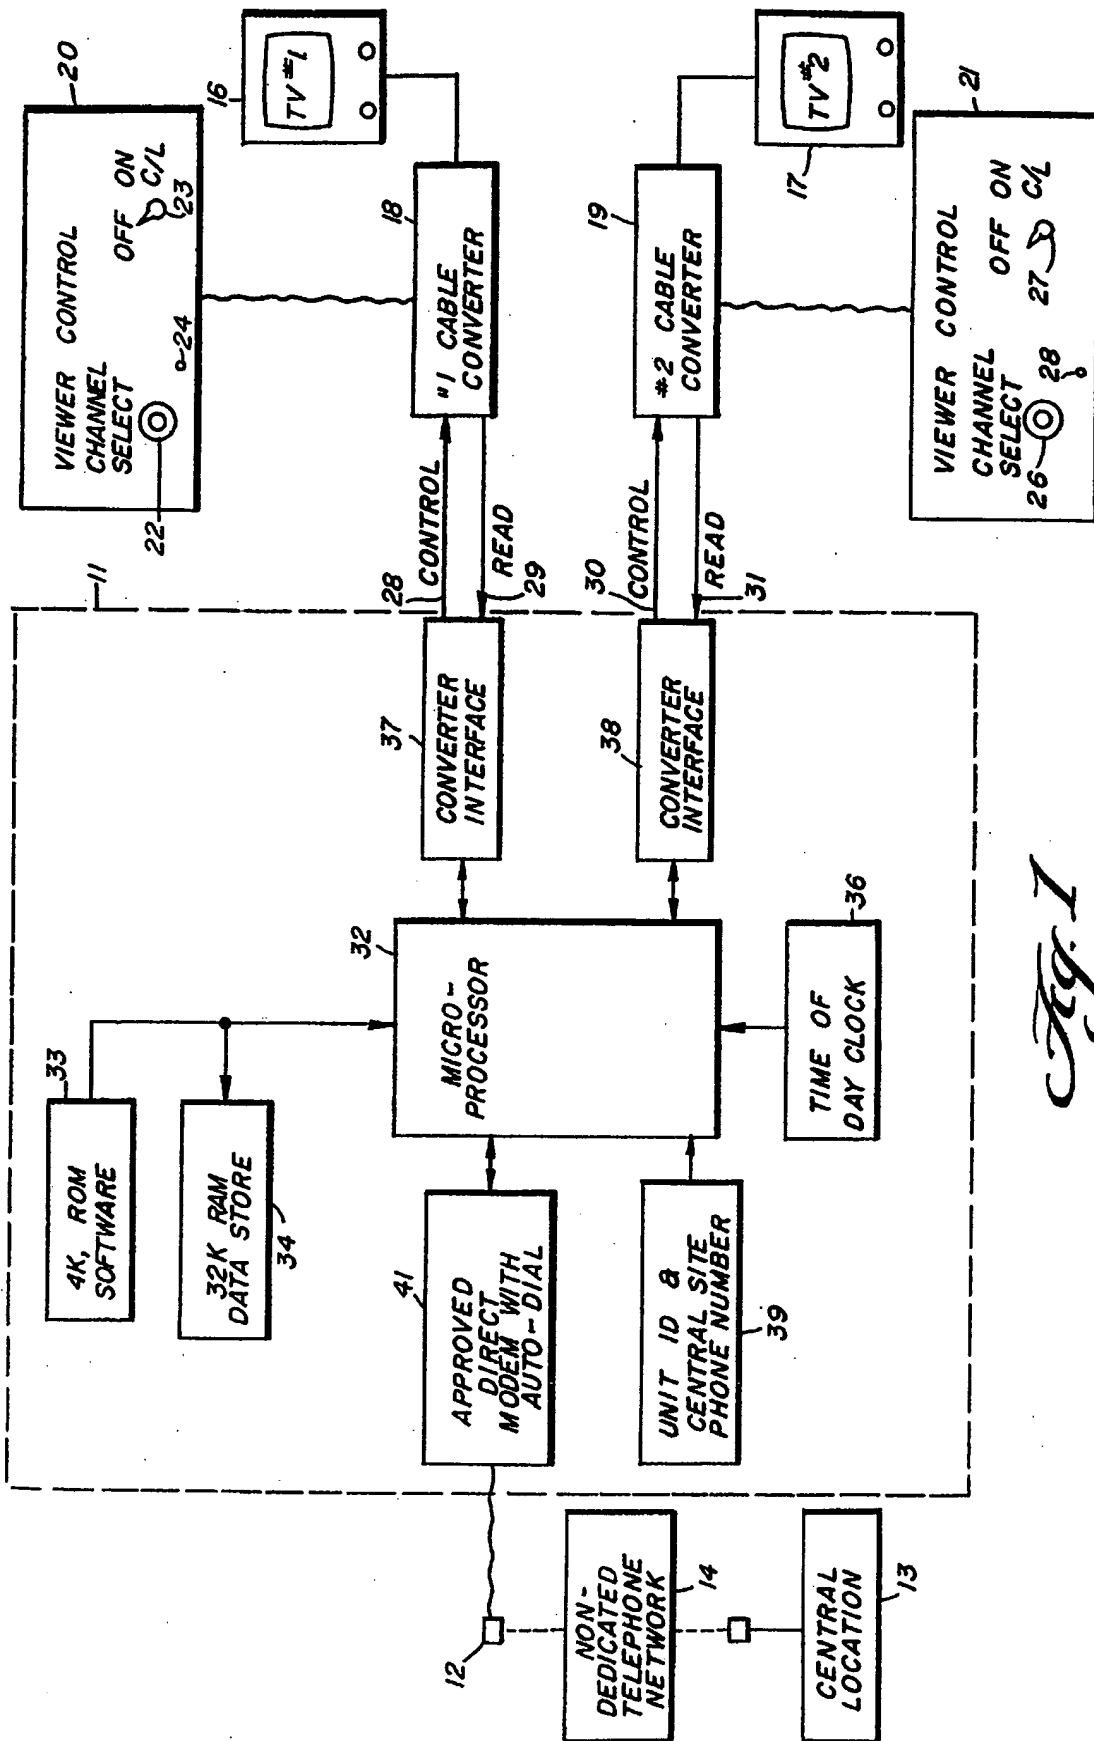 11
20
VIEWER CONTROL
CHANNEL
SELECT
OFF ON
C/L
22
23
24
16
TV #1
18
#1 CABLE
CONVERTER
28
CONTROL
READ
29
19
#2 CABLE
CONVERTER
30
CONTROL
READ
31
17
TV #2
21
VIEWER CONTROL
CHANNEL
SELECT
OFF ON
C/L
26
27
28
33
4K, ROM
SOFTWARE
32K RAM
DATA STORE
34
32
MICRO-
PROCESSOR
37
CONVERTER
INTERFACE
38
CONVERTER
INTERFACE
36
TIME OF
DAY CLOCK
41
APPROVED
DIRECT
MODEM WITH
AUTO-DIAL
UNIT ID &
CENTRAL SITE
PHONE NUMBER
39
12
NON-
DEDICATED
TELEPHONE
NETWORK
14
CENTRAL
LOCATION
13
Fig. 1